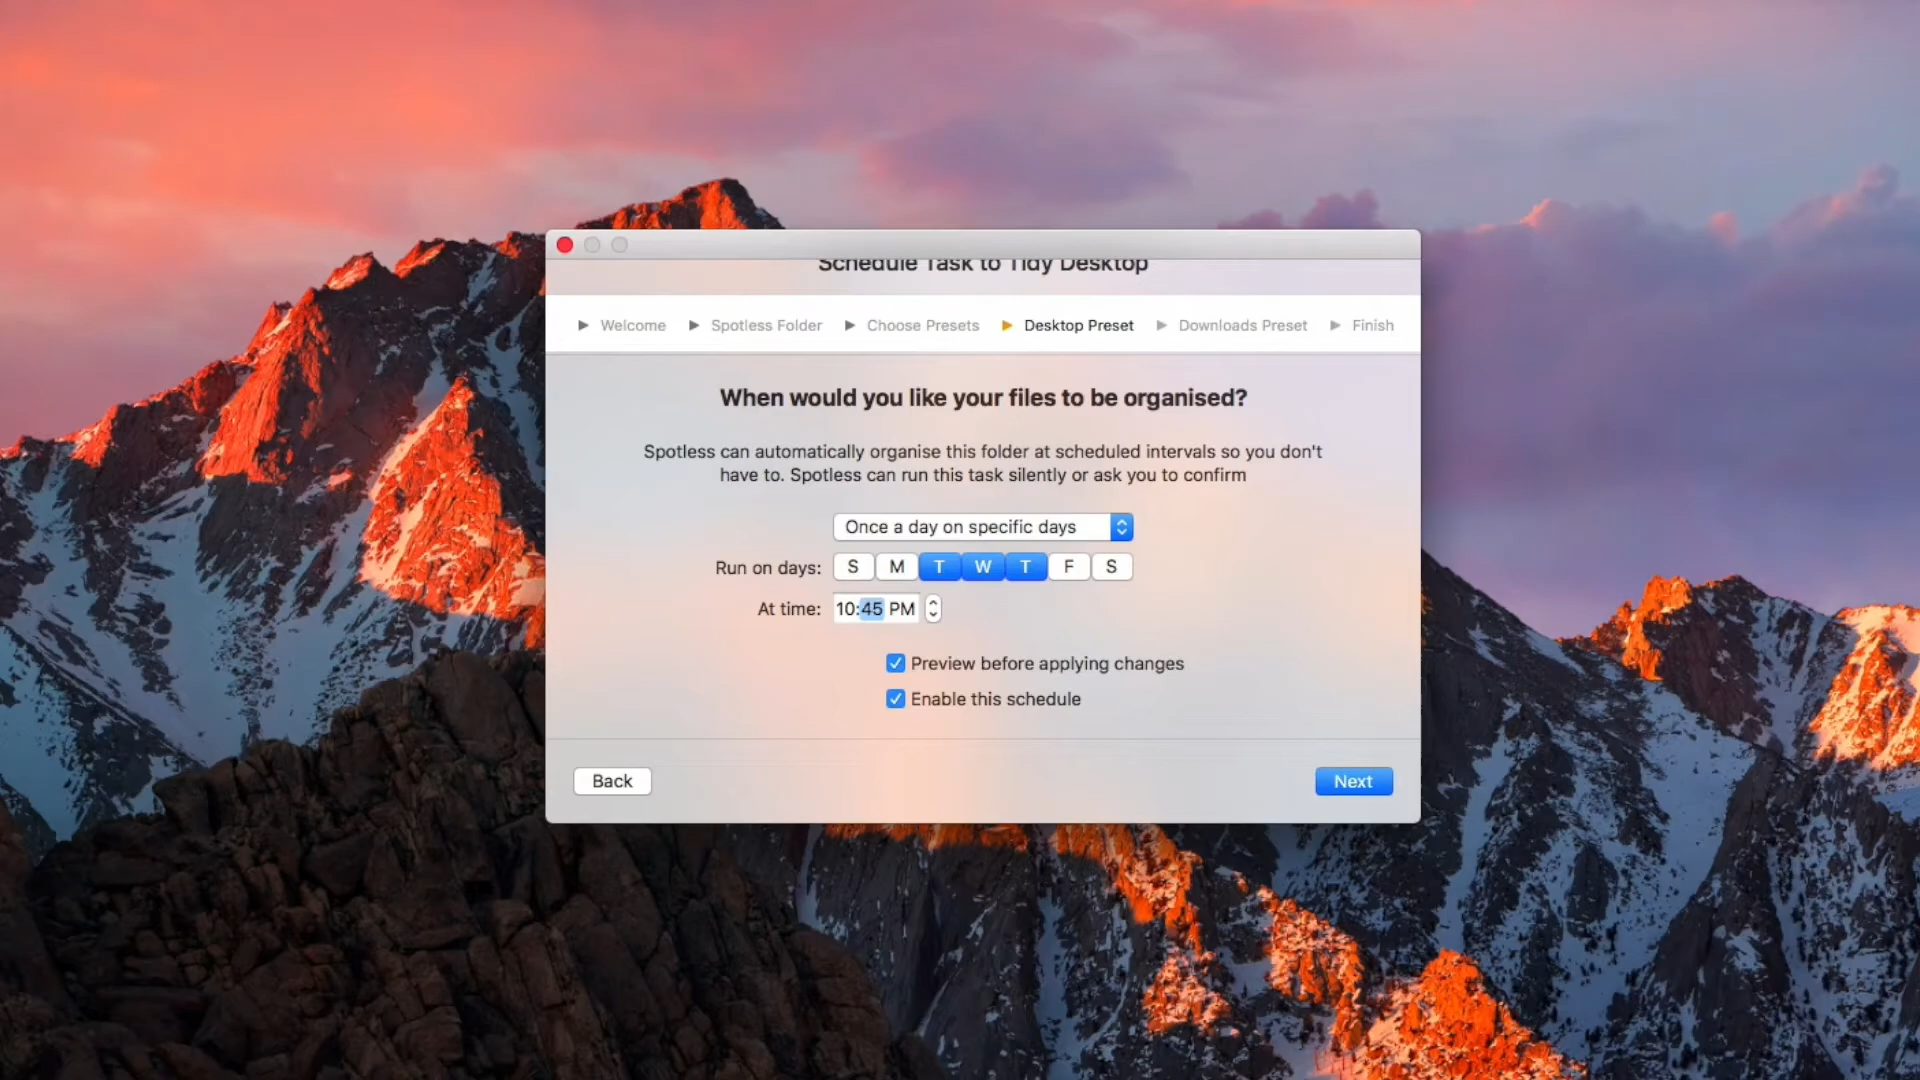 Schedule Task to Tidy Desktop
Welcome Spotless Folder Choose Presets Desktop Preset Downloads Preset Finish
When would you like your files to be organised?
Spotless can automatically organise this folder at scheduled intervals so you don't
have to. Spotless can run this task silently or ask you to confirm
Once a day on specific days
Run on days: S M T W T F S
At time: 10:45 PM
Preview before applying changes
Enable this schedule
Back Next